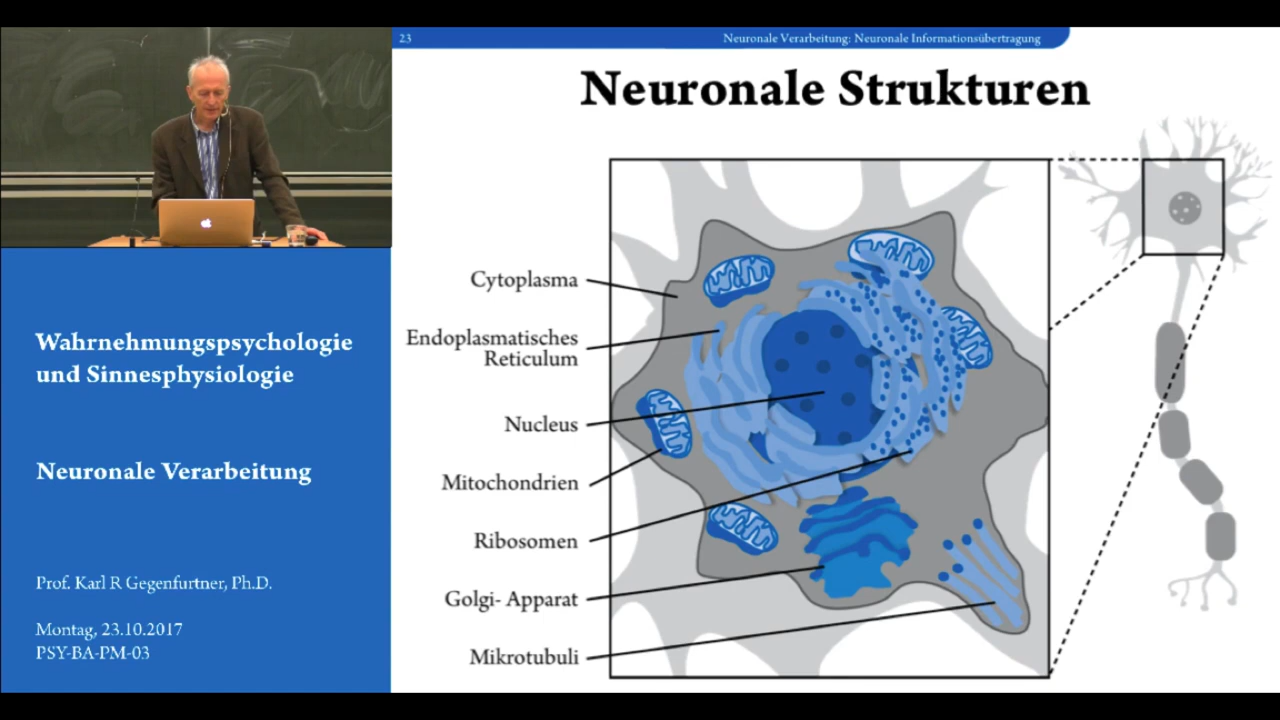 23
Neuronale Verarbeitung: Neuronale Informationsübertragung
Neuronale Strukturen
Cytoplasma
Endoplasmatisches
Reticulum
Nucleus
Mitochondrien
Ribosomen
Golgi- Apparat
Mikrotubuli
Wahrnehmungspsychologie
und Sinnesphysiologie
Neuronale Verarbeitung
Prof. Karl R Gegenfurtner, Ph.D.
Montag, 23.10.2017
PSY-BA-PM-03